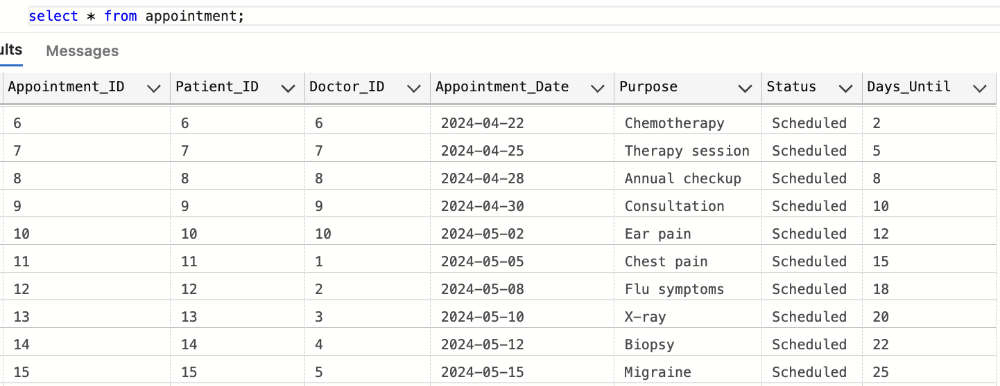 select * from appointment;
ults Messages
Appointment_ID Patient_ID Doctor_ID Appointment_Date Purpose Status Days_Until
6 6 6 2024-04-22 Chemotherapy Scheduled 2
7 7 7 2024-04-25 Therapy session Scheduled 5
8 8 8 2024-04-28 Annual checkup Scheduled 8
9 9 9 2024-04-30 Consultation Scheduled 10
10 10 10 2024-05-02 Ear pain Scheduled 12
11 11 1 2024-05-05 Chest pain Scheduled 15
12 12 2 2024-05-08 Flu symptoms Scheduled 18
13 13 3 2024-05-10 X-ray Scheduled 20
14 14 4 2024-05-12 Biopsy Scheduled 22
15 15 5 2024-05-15 Migraine Scheduled 25